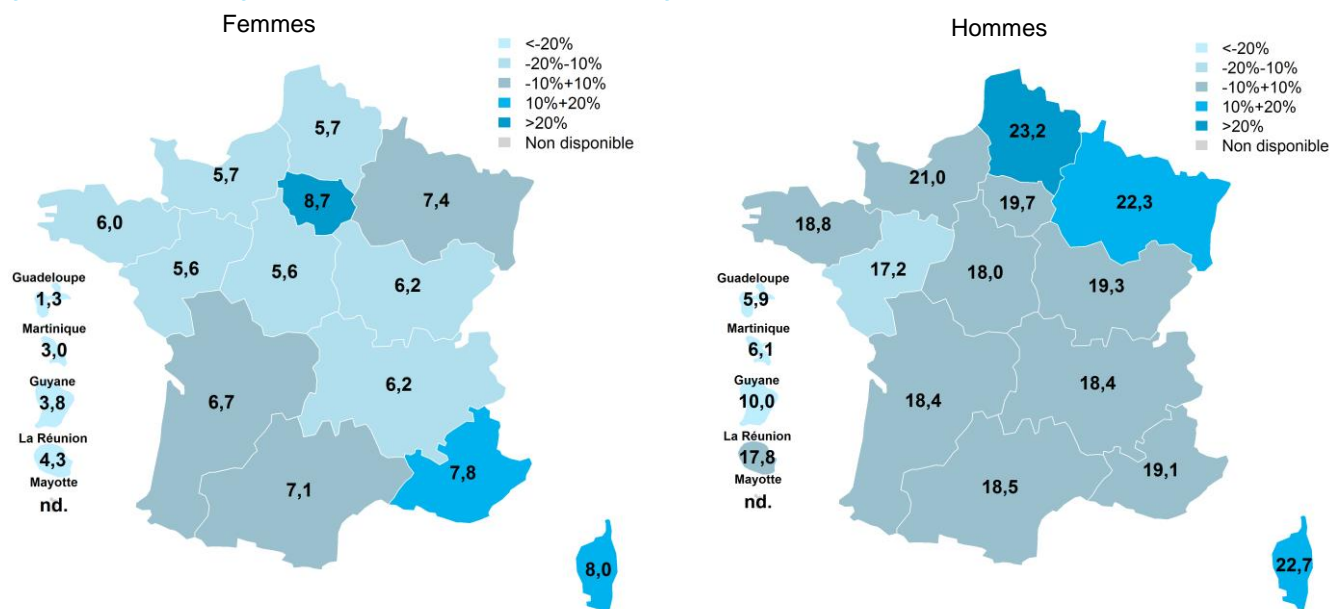 Femmes
<-20%
-20%-10%
-10%+10%
10%+20%
>20%
Non disponible
5,7
5,7
8,7
7,4
6,0
5,6
5,6
6,2
Guadeloupe
1,3
Martinique
3,0
Guyane
3,8
La Réunion
4,3
Mayotte
nd.
6,2
6,7
7,8
7,1
8,0
Hommes
<-20%
-20%-10%
-10%+10%
10%+20%
>20%
Non disponible
23,2
21,0
19,7
22,3
18,8
17,2
18,0
19,3
Guadeloupe
5,9
Martinique
6,1
Guyane
10,0
La Réunion
17,8
Mayotte
nd.
18,4
18,4
19,1
18,5
22,7